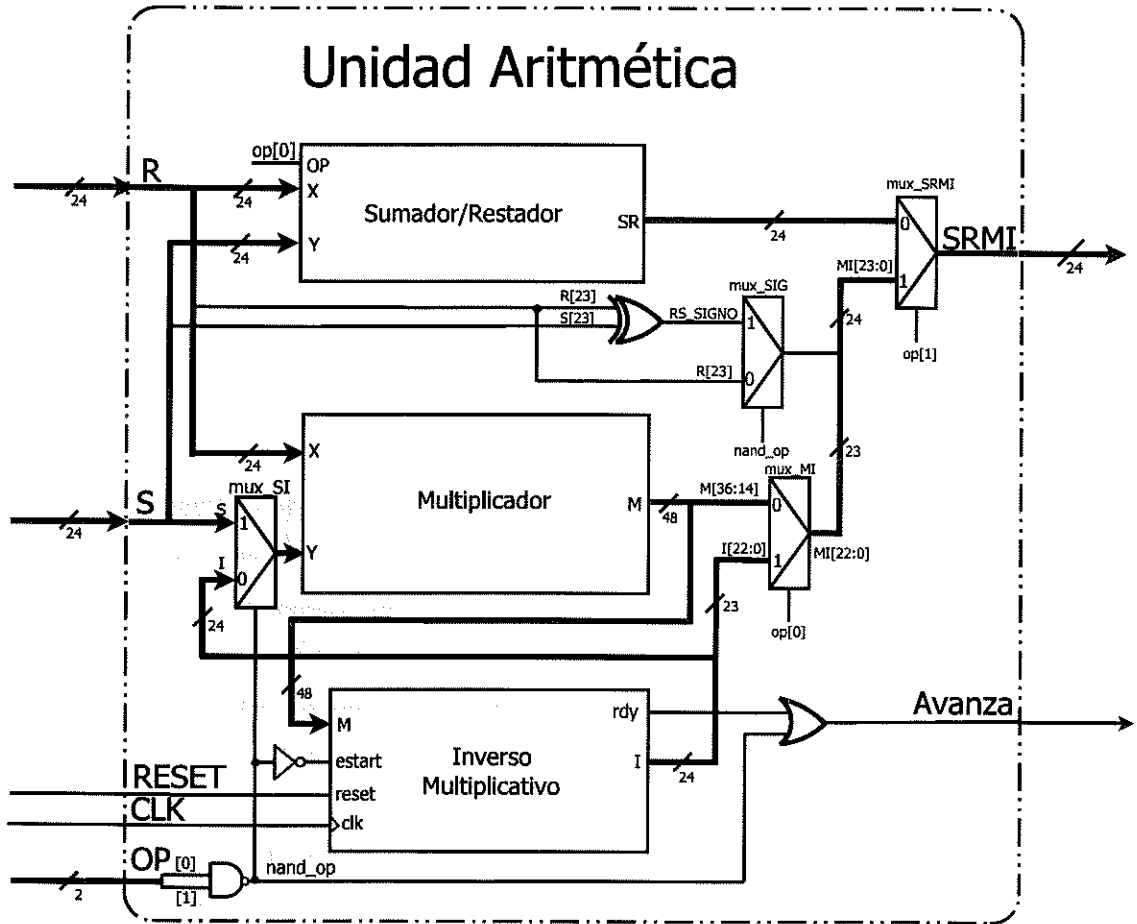 Unidad Aritmética
op[0]
OP
R
24
24
X
Sumador/Restador
SR
24
mux_SRMI
0
SRMI
24
Y
24
MI[23:0]
1
mux_SIG
R[23]
S[23]
RS_SIGNO
1
24
op[1]
R[23]
0
nand_op
23
24
X
mux_MI
mux_SI
Multiplicador
M
48
M[36:14]
0
S
24
S
1
Y
I[22:0]
1
MI[22:0]
I
0
24
23
op[0]
48
M
rdy
Avanza
Inverso
Multiplicativo
estart
I
24
RESET
reset
CLK
clk
OP
[0]
[1]
2
nand_op